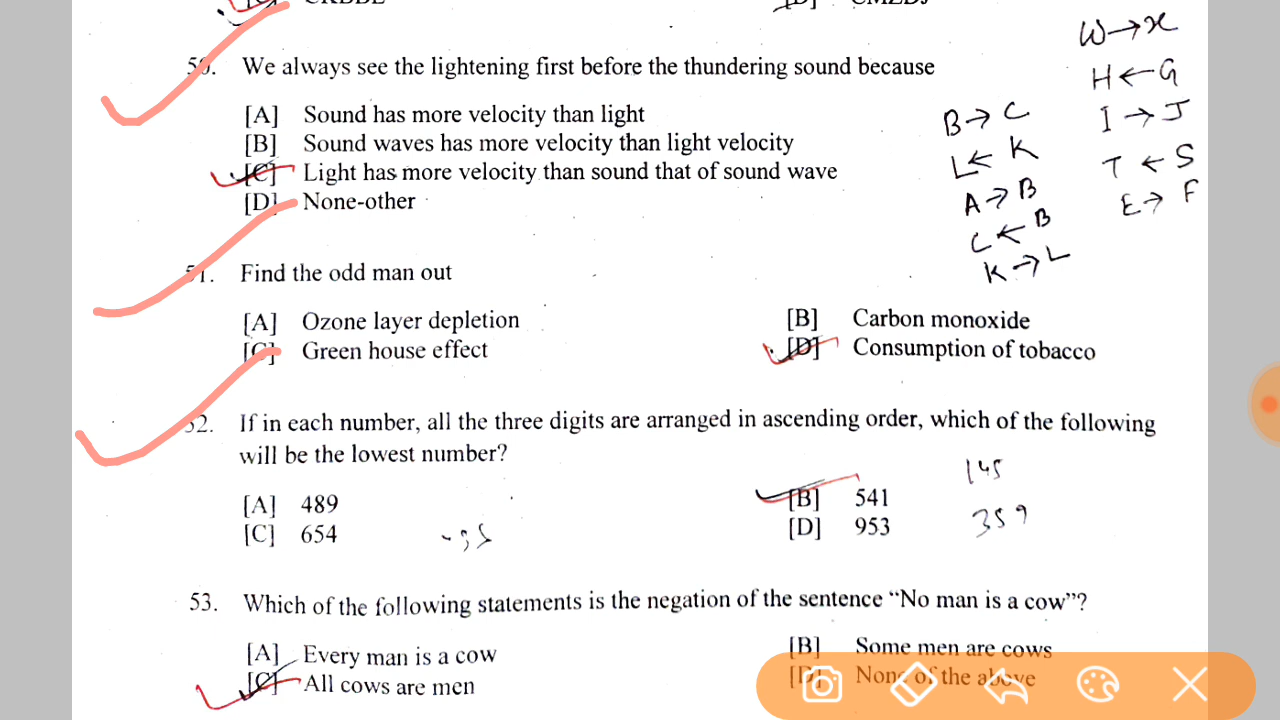 50. We always see the lightening first before the thundering sound because
[A] Sound has more velocity than light
[B] Sound waves has more velocity than light velocity
[C] Light has more velocity than sound that of sound wave
[D] None-other
W→x
H←G
I→J
T←S
E→F
B→C
L←K
A→B
C←B
K→L
51. Find the odd man out
[A] Ozone layer depletion [B] Carbon monoxide
[C] Green house effect [D] Consumption of tobacco
52. If in each number, all the three digits are arranged in ascending order, which of the following
will be the lowest number?
145
[A] 489 [B] 541
[C] 654 [D] 953
359
53. Which of the following statements is the negation of the sentence “No man is a cow”?
[A] Every man is a cow [B] Some men are cows
[C] All cows are men [D] None of the above